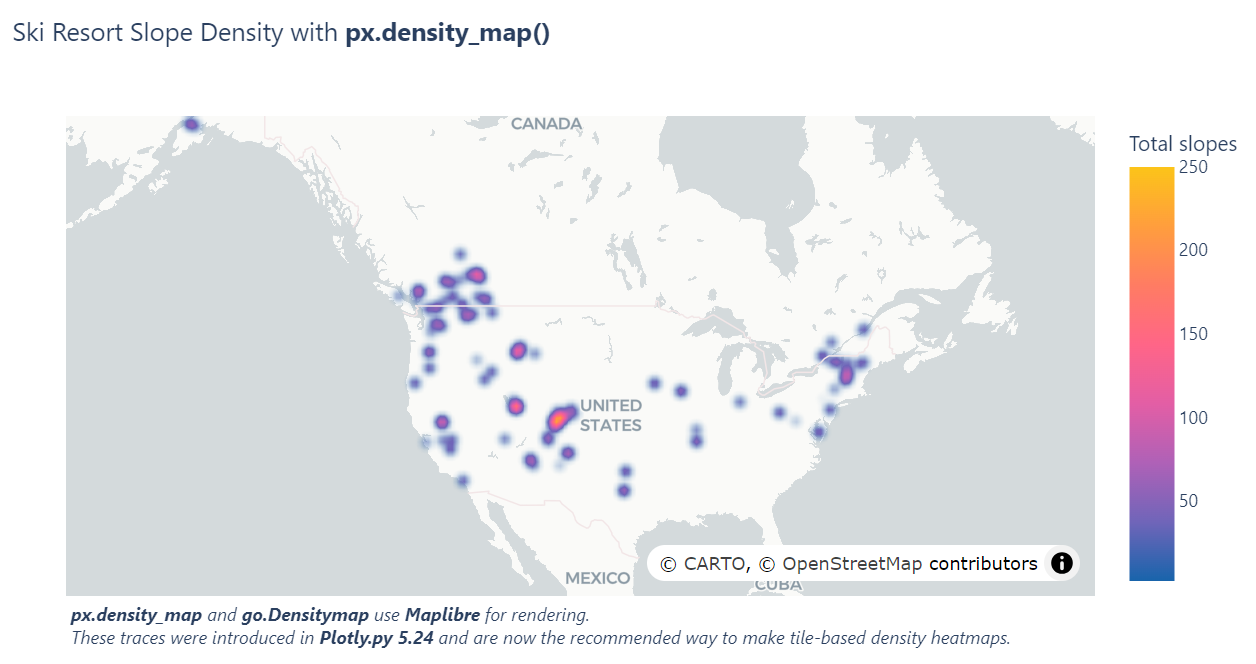 Ski Resort Slope Density with px.density_map()
CANADA
Total slopes
250
200
150
100
50
UNITED
STATES
MEXICO
CUBA
© CARTO, © OpenStreetMap contributors
px.density_map and go.Densitymap use Maplibre for rendering.
These traces were introduced in Plotly.py 5.24 and are now the recommended way to make tile-based density heatmaps.